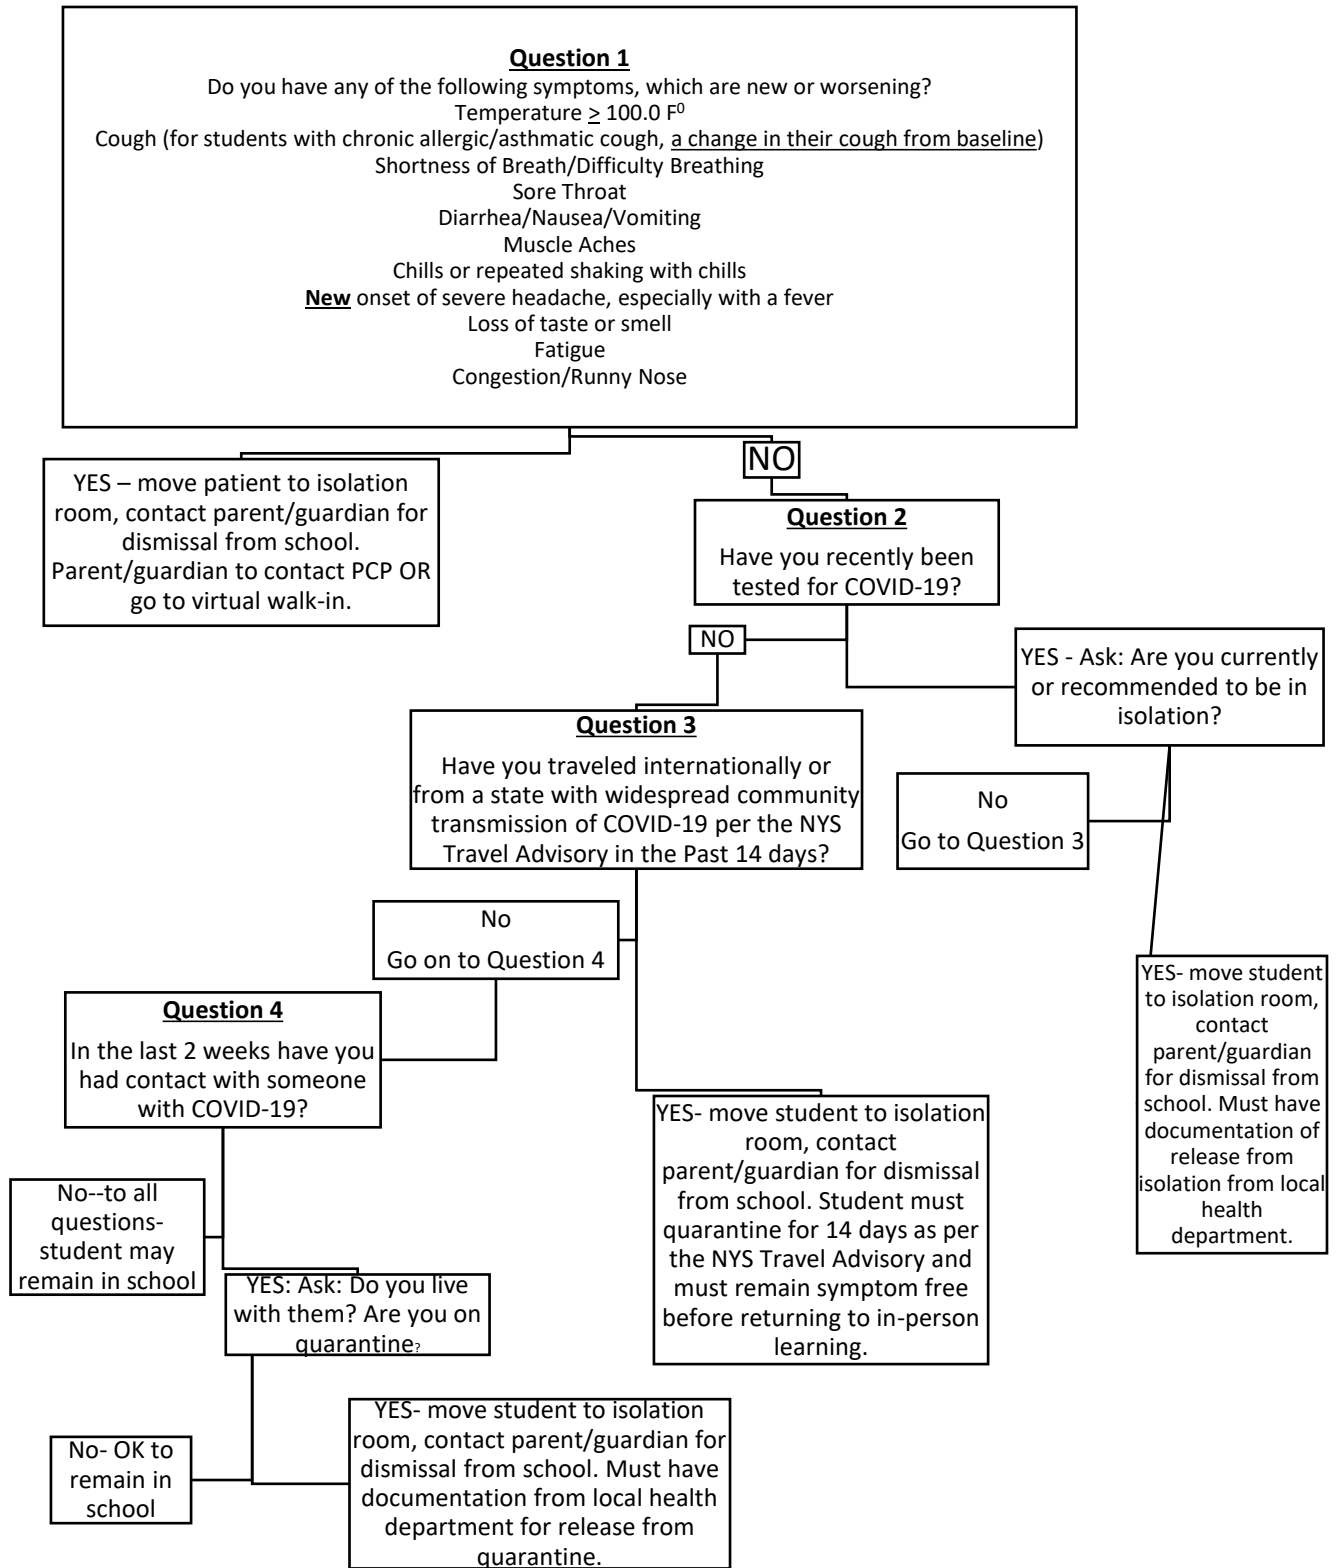 Question 1
Do you have any of the following symptoms, which are new or worsening?
Temperature ≥ 100.0 F⁰
Cough (for students with chronic allergic/asthmatic cough, a change in their cough from baseline)
Shortness of Breath/Difficulty Breathing
Sore Throat
Diarrhea/Nausea/Vomiting
Muscle Aches
Chills or repeated shaking with chills
New onset of severe headache, especially with a fever
Loss of taste or smell
Fatigue
Congestion/Runny Nose
YES – move patient to isolation
room, contact parent/guardian for
dismissal from school.
Parent/guardian to contact PCP OR
go to virtual walk-in.
NO
Question 2
Have you recently been
tested for COVID-19?
NO
YES - Ask: Are you currently
or recommended to be in
isolation?
Question 3
Have you traveled internationally or
from a state with widespread community
transmission of COVID-19 per the NYS
Travel Advisory in the Past 14 days?
No
Go to Question 3
No
Go on to Question 4
YES- move student
to isolation room,
contact
parent/guardian
for dismissal from
school. Must have
documentation of
release from
isolation from local
health
department.
Question 4
In the last 2 weeks have you
had contact with someone
with COVID-19?
YES- move student to isolation
room, contact
parent/guardian for dismissal
from school. Student must
quarantine for 14 days as per
the NYS Travel Advisory and
must remain symptom free
before returning to in-person
learning.
No--to all
questions-
student may
remain in school
YES: Ask: Do you live
with them? Are you on
quarantine?
No- OK to
remain in
school
YES- move student to isolation
room, contact parent/guardian for
dismissal from school. Must have
documentation from local health
department for release from
quarantine.